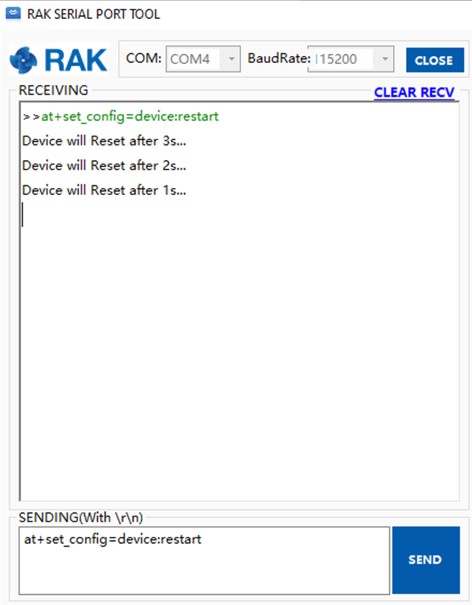 RAK SERIAL PORT TOOL
RAK COM: COM4 BaudRate: 115200 CLOSE
RECEIVING CLEAR RECV
>>at+set_config=device:restart
Device will Reset after 3s...
Device will Reset after 2s...
Device will Reset after 1s...
SENDING(With \r\n)
at+set_config=device:restart
SEND